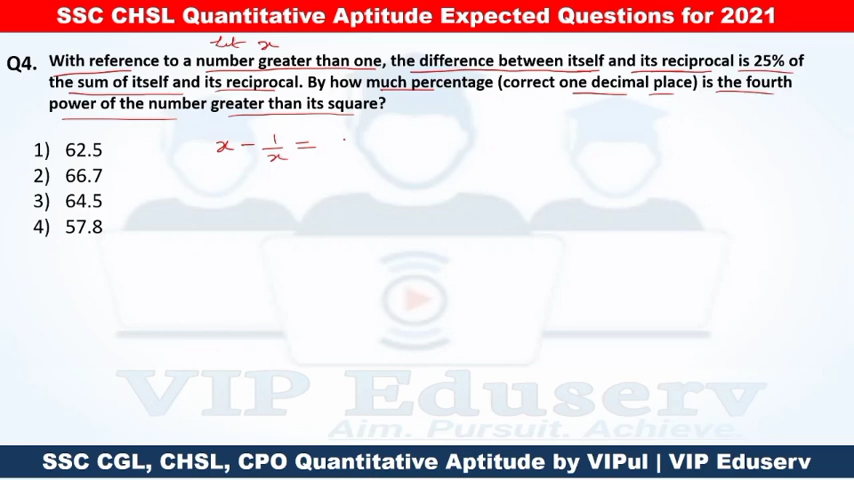 SSC CHSL Quantitative Aptitude Expected Questions for 2021
let x
Q4. With reference to a number greater than one, the difference between itself and its reciprocal is 25% of
the sum of itself and its reciprocal. By how much percentage (correct one decimal place) is the fourth
power of the number greater than its square?
x - 1/x =
1) 62.5
2) 66.7
3) 64.5
4) 57.8
VIP Eduserv
Aim. Pursuit. Achieve.
SSC CGL, CHSL, CPO Quantitative Aptitude by VIPul | VIP Eduserv